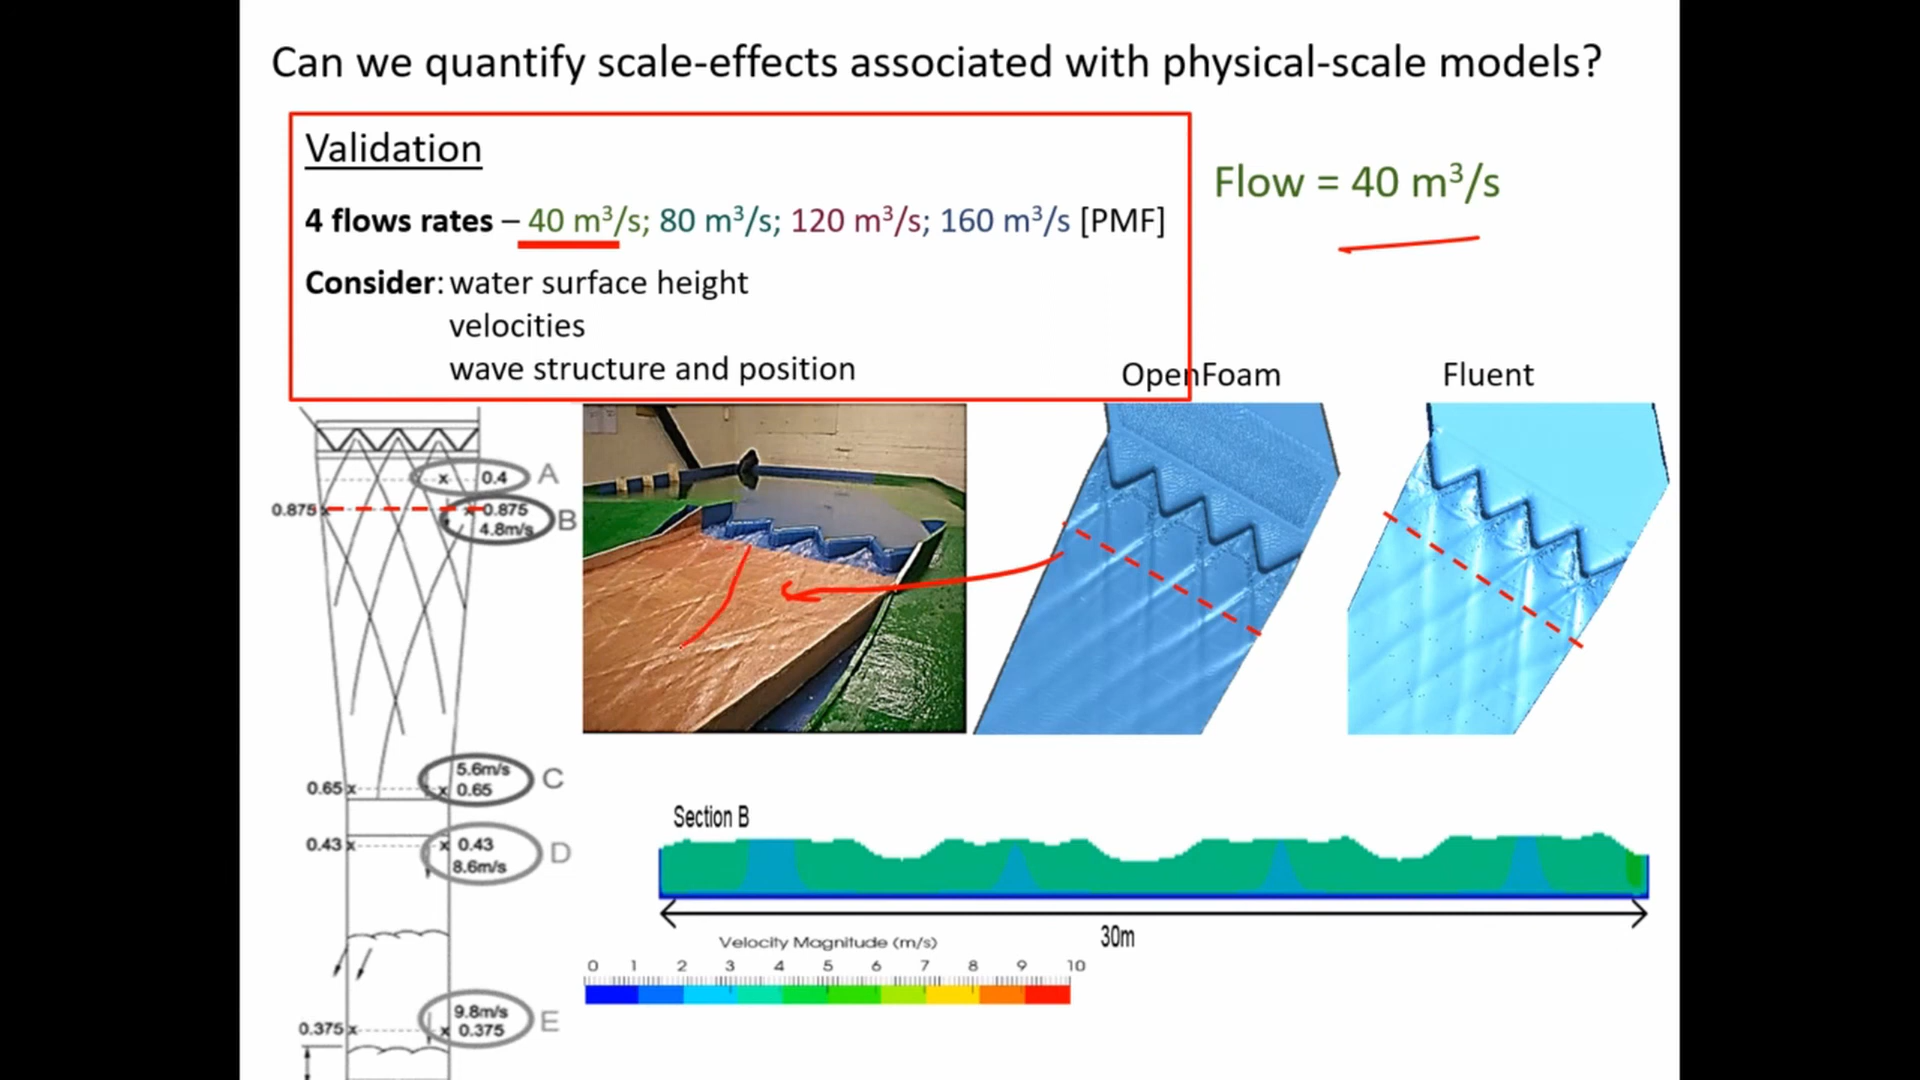 Can we quantify scale-effects associated with physical-scale models?
Validation
4 flows rates – 40 m³/s; 80 m³/s; 120 m³/s; 160 m³/s [PMF]
Consider: water surface height
velocities
wave structure and position
Flow = 40 m³/s
OpenFoam
Fluent
x 0.4 A
0.875 x x 0.875 B
4.8m/s
5.6m/s C
0.65 x x 0.65
0.43 x x 0.43 D
8.6m/s
9.8m/s E
0.375 x x 0.375
Section B
30m
Velocity Magnitude (m/s)
0 1 2 3 4 5 6 7 8 9 10